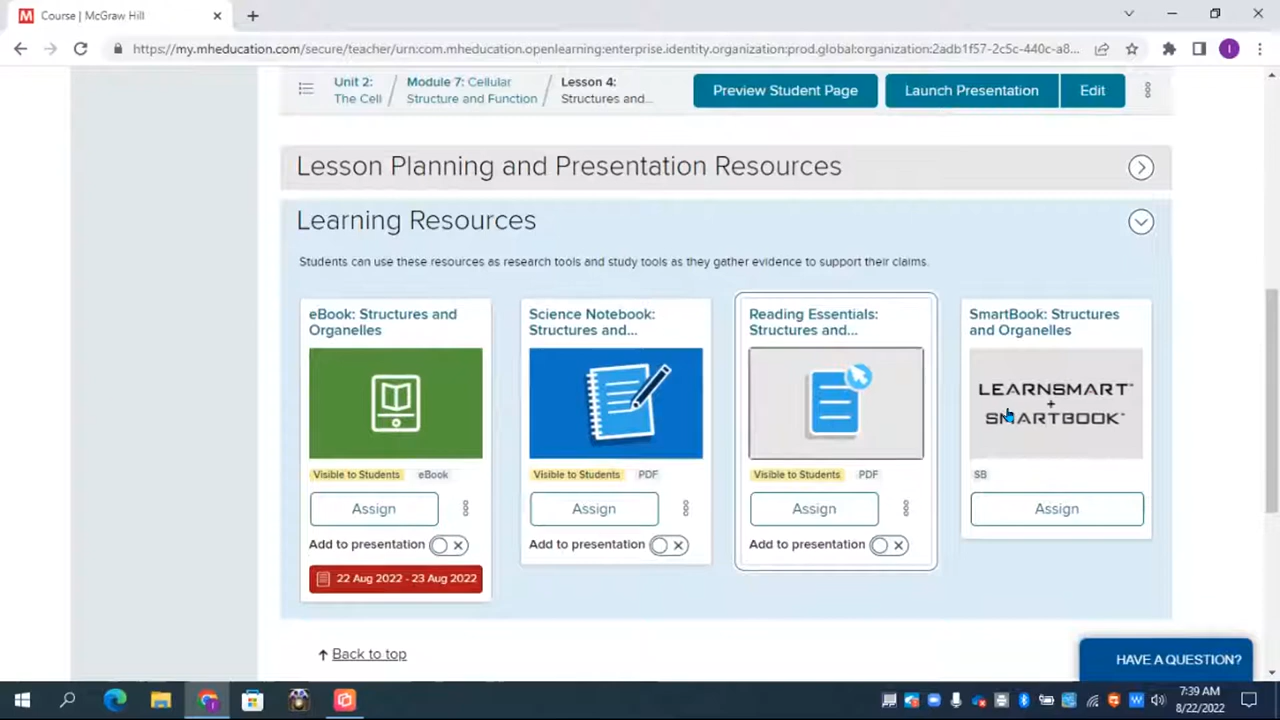 Course | McGraw Hill
https://my.mheducation.com/secure/teacher/urn:com.mheducation.openlearning:enterprise.identity.organization:prod.global:organization:2adb1f57-2c5c-440c-a8...
I
Unit 2:
The Cell
Module 7: Cellular
Structure and Function
Lesson 4:
Structures and...
Preview Student Page
Launch Presentation
Edit
Lesson Planning and Presentation Resources
Learning Resources
Students can use these resources as research tools and study tools as they gather evidence to support their claims.
eBook: Structures and
Organelles
Visible to Students eBook
Assign
Add to presentation
22 Aug 2022 - 23 Aug 2022
Science Notebook:
Structures and...
Visible to Students PDF
Assign
Add to presentation
Reading Essentials:
Structures and...
Visible to Students PDF
Assign
Add to presentation
SmartBook: Structures
and Organelles
LEARNSMART™
+
SMARTBOOK™
SB
Assign
Back to top
HAVE A QUESTION?
7:39 AM
8/22/2022